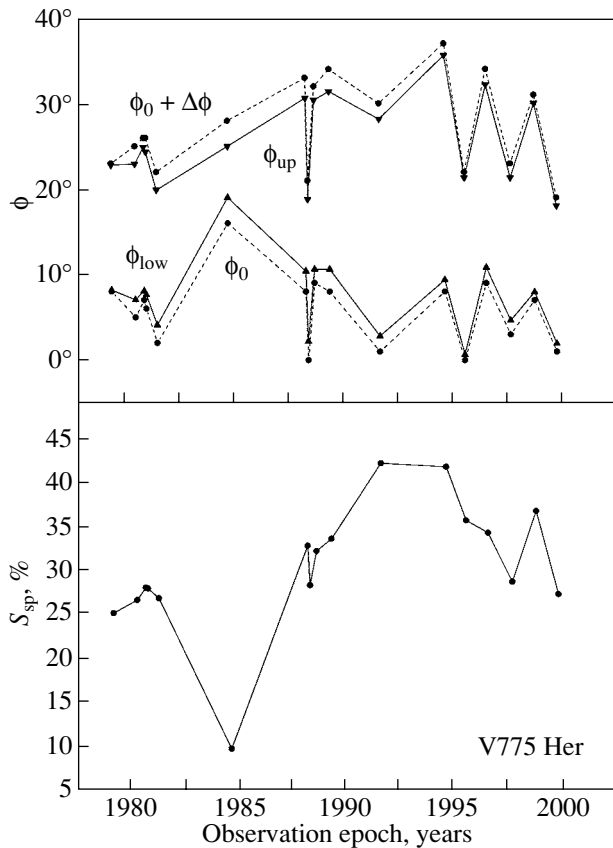 40°
30°
20°
10°
0°
ϕ
ϕ₀ + Δϕ
ϕup
ϕlow
ϕ₀
45
40
35
30
25
20
15
10
5
Ssp, %
V775 Her
1980 1985 1990 1995 2000
Observation epoch, years